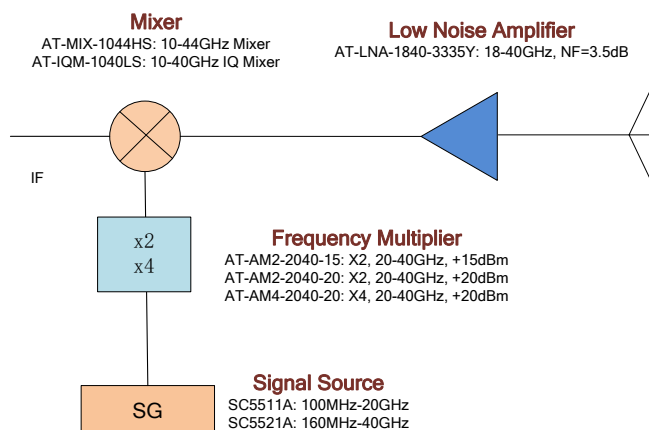 Mixer
AT-MIX-1044HS: 10-44GHz Mixer
AT-IQM-1040LS: 10-40GHz IQ Mixer
Low Noise Amplifier
AT-LNA-1840-3335Y: 18-40GHz, NF=3.5dB
IF
x2
x4
Frequency Multiplier
AT-AM2-2040-15: X2, 20-40GHz, +15dBm
AT-AM2-2040-20: X2, 20-40GHz, +20dBm
AT-AM4-2040-20: X4, 20-40GHz, +20dBm
SG
Signal Source
SC5511A: 100MHz-20GHz
SC5521A: 160MHz-40GHz